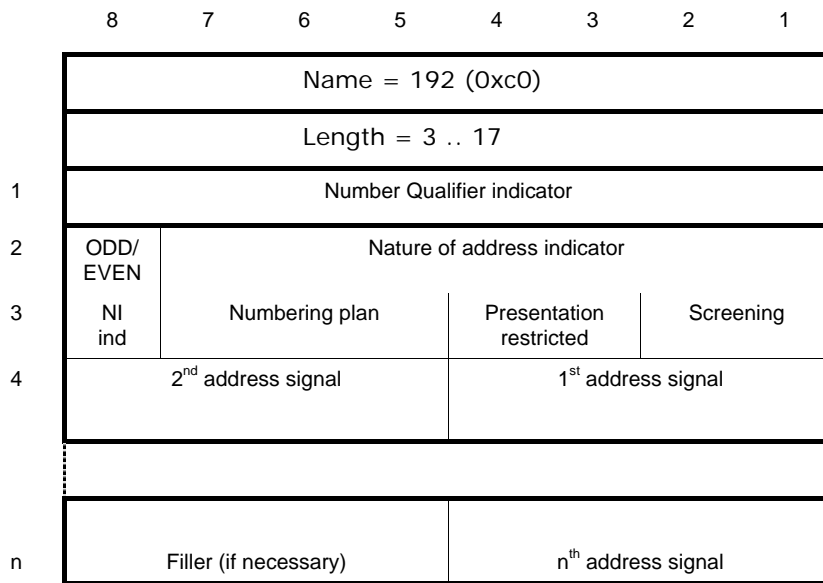 8 7 6 5 4 3 2 1
Name = 192 (0xc0)
Length = 3 .. 17
1 Number Qualifier indicator
2 ODD/ Nature of address indicator
EVEN
3 NI Numbering plan Presentation Screening
ind restricted
4 2nd address signal 1st address signal
n Filler (if necessary) nth address signal